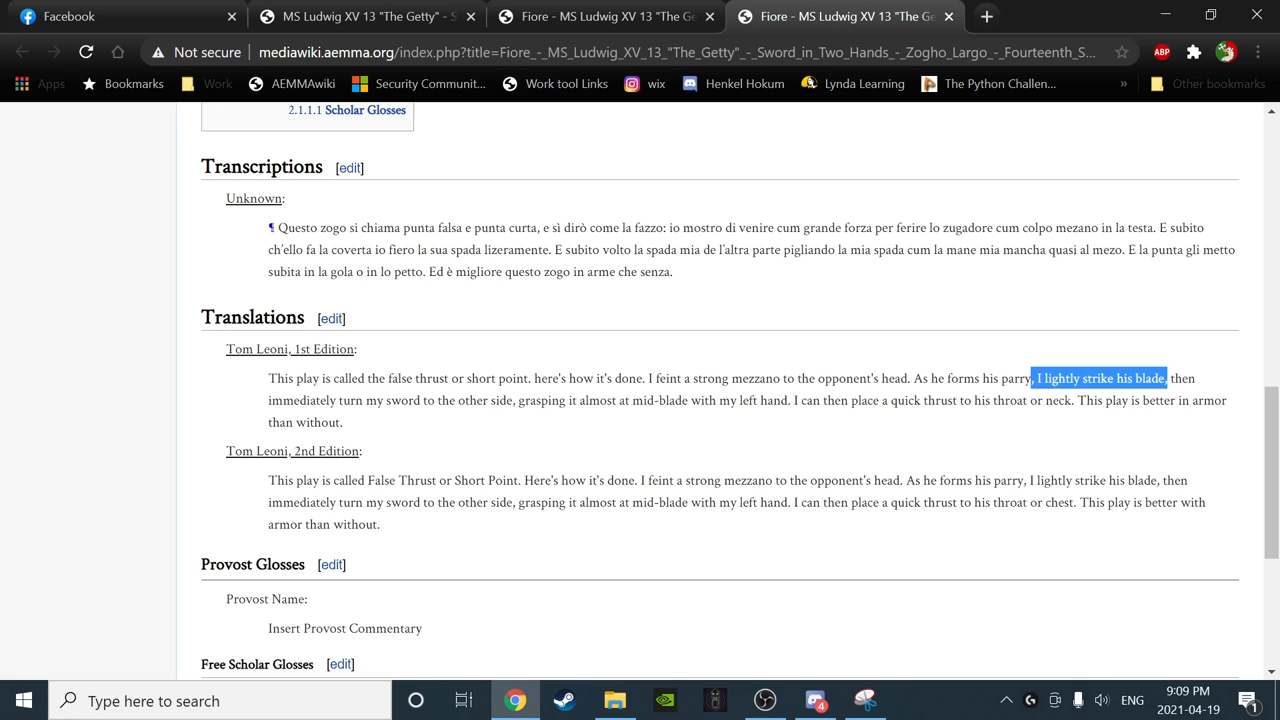 Facebook
MS Ludwig XV 13 "The Getty" - S
Fiore - MS Ludwig XV 13 "The Ge
Fiore - MS Ludwig XV 13 "The Ge
Not secure
mediawiki.aemma.org/index.php?title=Fiore_-_MS_Ludwig_XV_13_"The_Getty"_-_Sword_in_Two_Hands_-_Zogho_Largo_-_Fourteenth_S...
ABP
Apps
Bookmarks
Work
AEMMAwiki
Security Communit...
Work tool Links
wix
Henkel Hokum
Lynda Learning
The Python Challen...
»
Other bookmarks
2.1.1.1 Scholar Glosses
Transcriptions [edit]
Unknown:
¶ Questo zogo si chiama punta falsa e punta curta, e sì dirò come la fazzo: io mostro di venire cum grande forza per ferire lo zugadore cum colpo mezano in la testa. E subito
ch'ello fa la coverta io fiero la sua spada lizeramente. E subito volto la spada mia de l'altra parte pigliando la mia spada cum la mane mia mancha quasi al mezo. E la punta gli metto
subita in la gola o in lo petto. Ed è migliore questo zogo in arme che senza.
Translations [edit]
Tom Leoni, 1st Edition:
This play is called the false thrust or short point. here's how it's done. I feint a strong mezzano to the opponent's head. As he forms his parry, I lightly strike his blade, then
immediately turn my sword to the other side, grasping it almost at mid-blade with my left hand. I can then place a quick thrust to his throat or neck. This play is better in armor
than without.
Tom Leoni, 2nd Edition:
This play is called False Thrust or Short Point. Here's how it's done. I feint a strong mezzano to the opponent's head. As he forms his parry, I lightly strike his blade, then
immediately turn my sword to the other side, grasping it almost at mid-blade with my left hand. I can then place a quick thrust to his throat or chest. This play is better with
armor than without.
Provost Glosses [edit]
Provost Name:
Insert Provost Commentary
Free Scholar Glosses [edit]
Type here to search
4
ENG
9:09 PM
2021-04-19
1